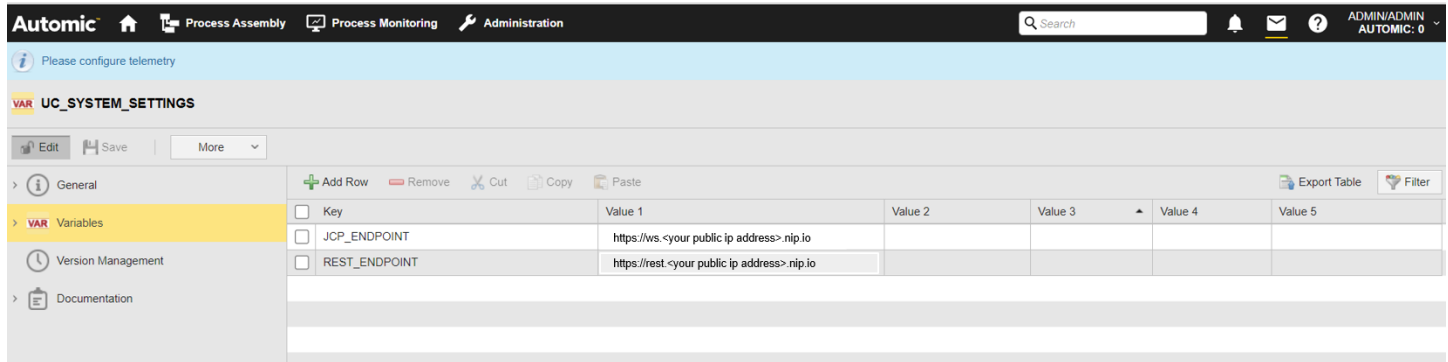 Automic Process Assembly Process Monitoring Administration Search ? ADMIN/ADMIN
AUTOMIC: 0
i Please configure telemetry
VAR UC_SYSTEM_SETTINGS
Edit Save More
General Add Row Remove Cut Copy Paste Export Table Filter
Key Value 1 Value 2 Value 3 Value 4 Value 5
VAR Variables
JCP_ENDPOINT https://ws.<your public ip address>.nip.io
Version Management REST_ENDPOINT https://rest.<your public ip address>.nip.io
Documentation